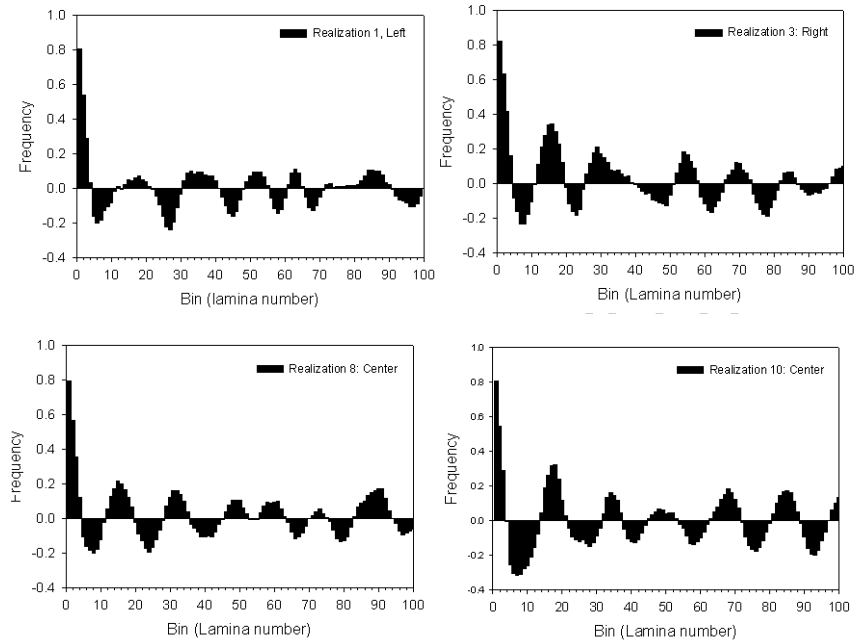 1.0
0.8
0.6
0.4
0.2
0.0
-0.2
-0.4
Frequency
Realization 1, Left
0 10 20 30 40 50 60 70 80 90 100
Bin (lamina number)
1.0
0.8
0.6
0.4
0.2
0.0
-0.2
-0.4
Frequency
Realization 3: Right
0 10 20 30 40 50 60 70 80 90 100
Bin (Lamina number)
1.0
0.8
0.6
0.4
0.2
0.0
-0.2
-0.4
Frequency
Realization 8: Center
0 10 20 30 40 50 60 70 80 90 100
Bin (Lamina number)
1.0
0.8
0.6
0.4
0.2
0.0
-0.2
-0.4
Frequency
Realization 10: Center
0 10 20 30 40 50 60 70 80 90 100
Bin (Lamina number)